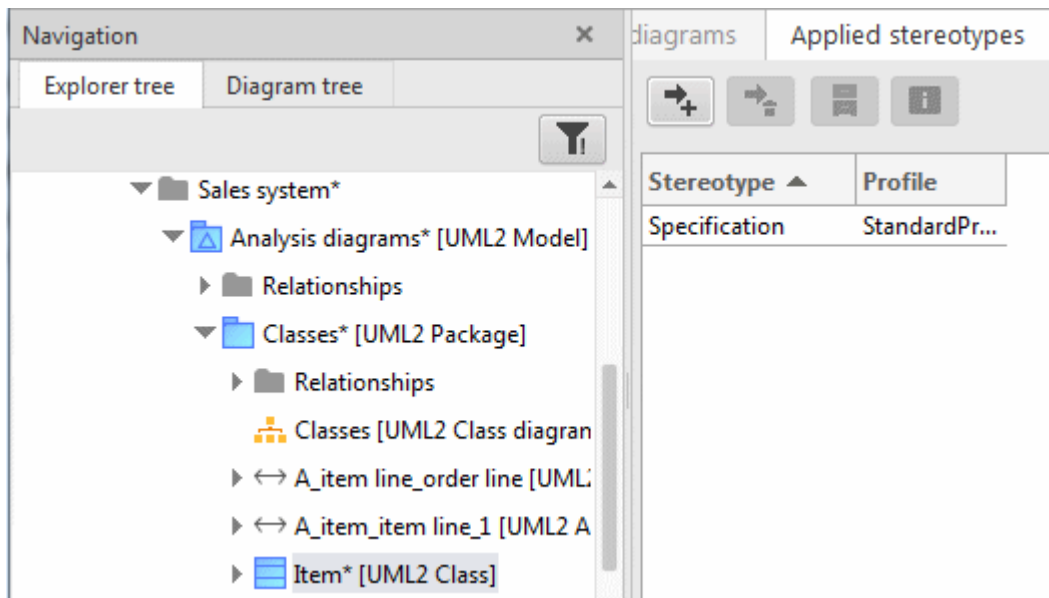 Navigation
Explorer tree
Diagram tree
Sales system*
Analysis diagrams* [UML2 Model]
Relationships
Classes* [UML2 Package]
Relationships
Classes [UML2 Class diagran
A_item line_order line [UML
A_item_item line_1 [UML2 A
Item* [UML2 Class]
diagrams
Applied stereotypes
Stereotype
Profile
Specification
StandardPr...